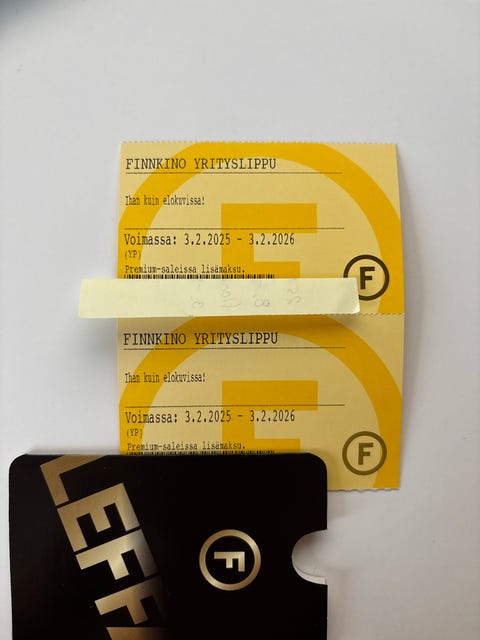 FINNKINO YRITYSLIPPU
Ihan kuin elokuvissa!
Voimassa: 3.2.2025 - 3.2.2026
(YP)
Premium-saleissa lisämaksu.
F
FINNKINO YRITYSLIPPU
Ihan kuin elokuvissa!
Voimassa: 3.2.2025 - 3.2.2026
(YP)
Premium-saleissa lisämaksu.
F
LEFF
F